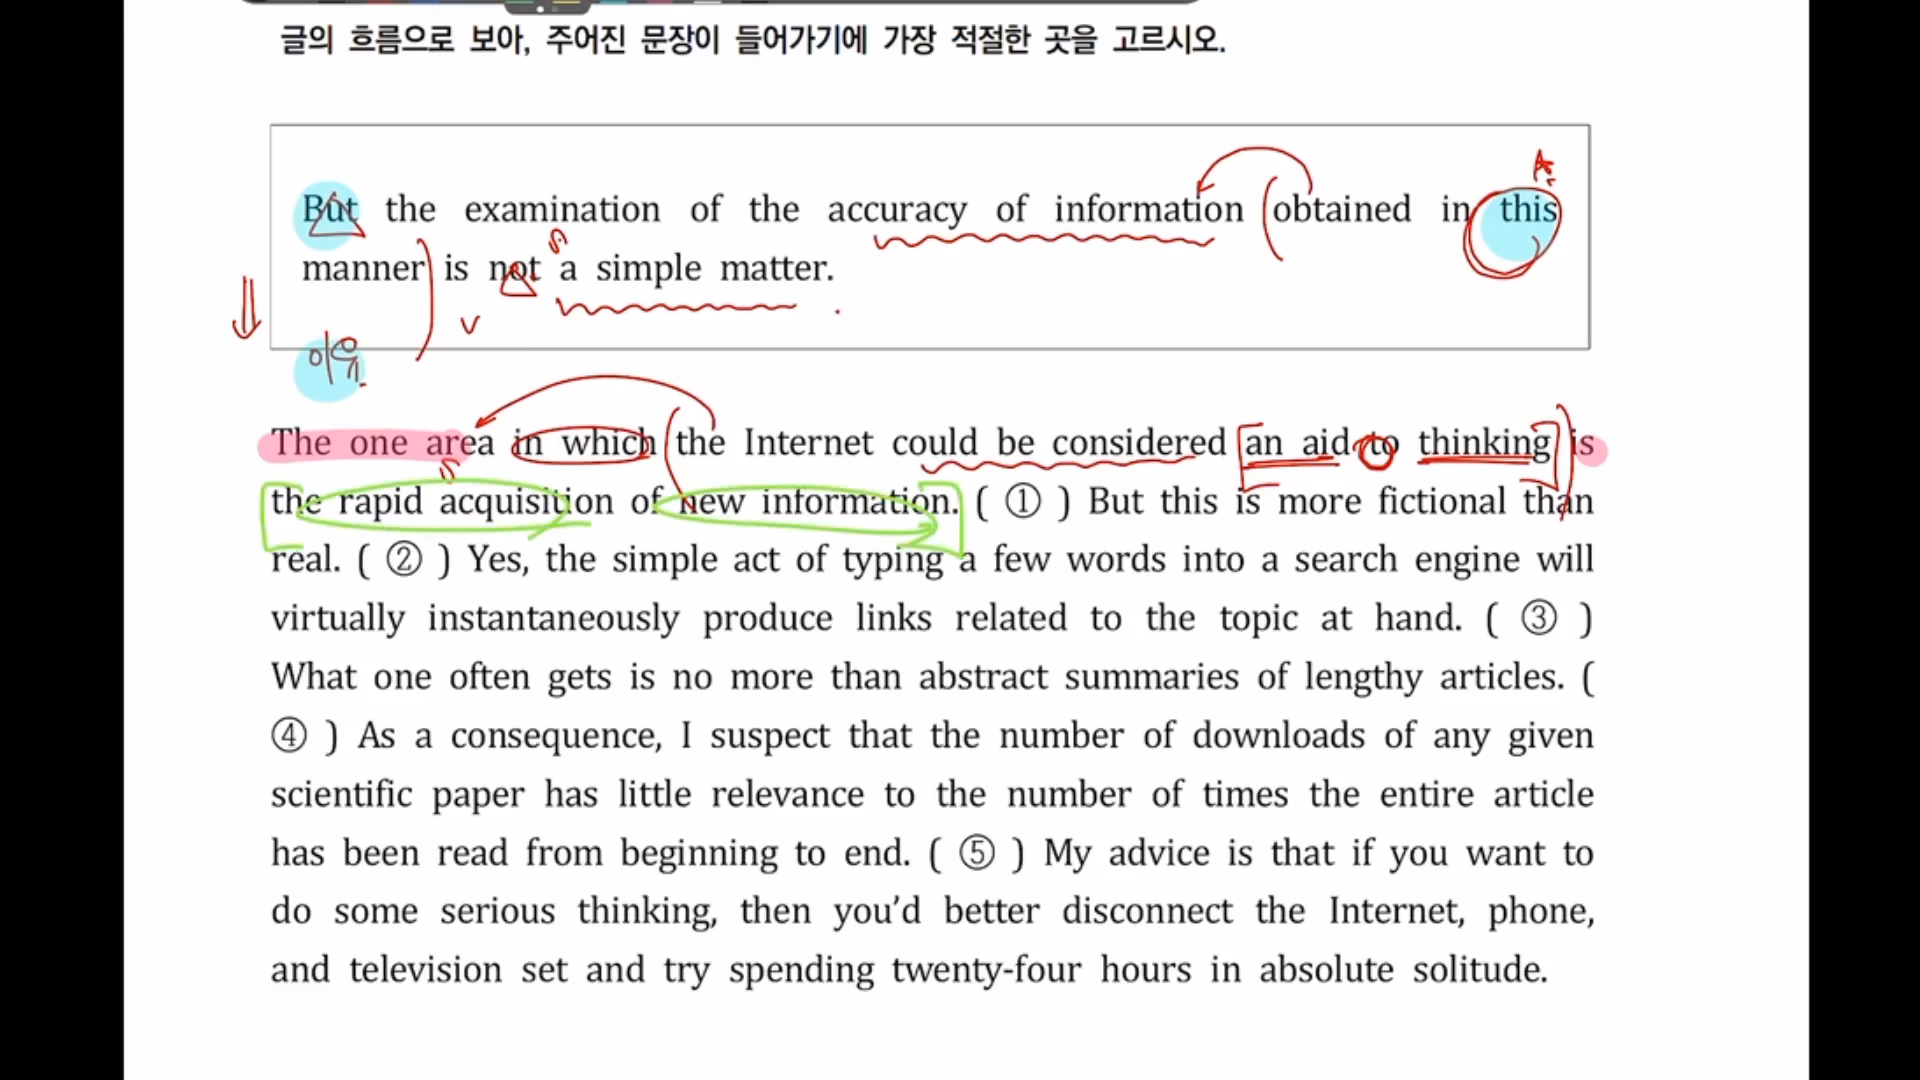 글의 흐름으로 보아, 주어진 문장이 들어가기에 가장 적절한 곳을 고르시오.
But the examination of the accuracy of information obtained in this
manner is not a simple matter.
The one area in which the Internet could be considered an aid to thinking is
the rapid acquisition of new information. ( ① ) But this is more fictional than
real. ( ② ) Yes, the simple act of typing a few words into a search engine will
virtually instantaneously produce links related to the topic at hand. ( ③ )
What one often gets is no more than abstract summaries of lengthy articles. (
④ ) As a consequence, I suspect that the number of downloads of any given
scientific paper has little relevance to the number of times the entire article
has been read from beginning to end. ( ⑤ ) My advice is that if you want to
do some serious thinking, then you'd better disconnect the Internet, phone,
and television set and try spending twenty-four hours in absolute solitude.